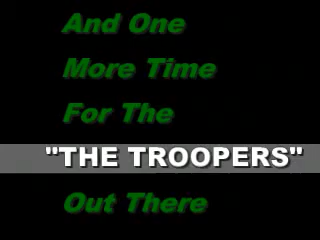 And One
More Time
For The
"THE TROOPERS"
Out There